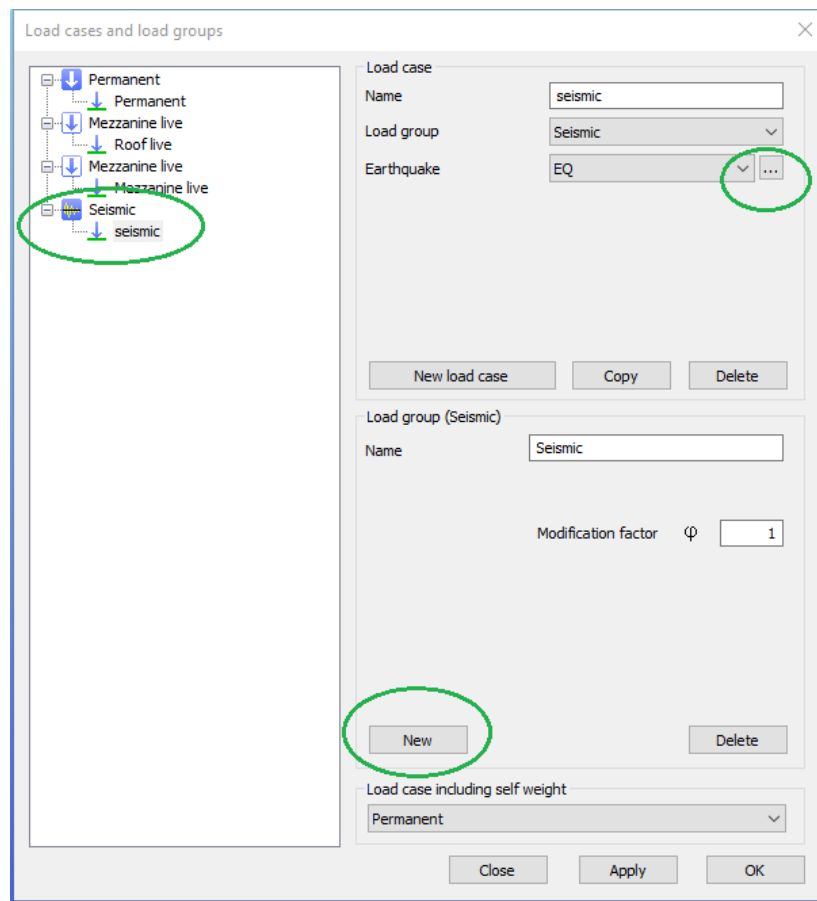 Load cases and load groups
Permanent
Permanent
Mezzanine live
Roof live
Mezzanine live
Mezzanine live
Seismic
seismic
Load case
Name seismic
Load group Seismic
Earthquake EQ ...
New load case Copy Delete
Load group (Seismic)
Name Seismic
Modification factor φ 1
New Delete
Load case including self weight
Permanent
Close Apply OK